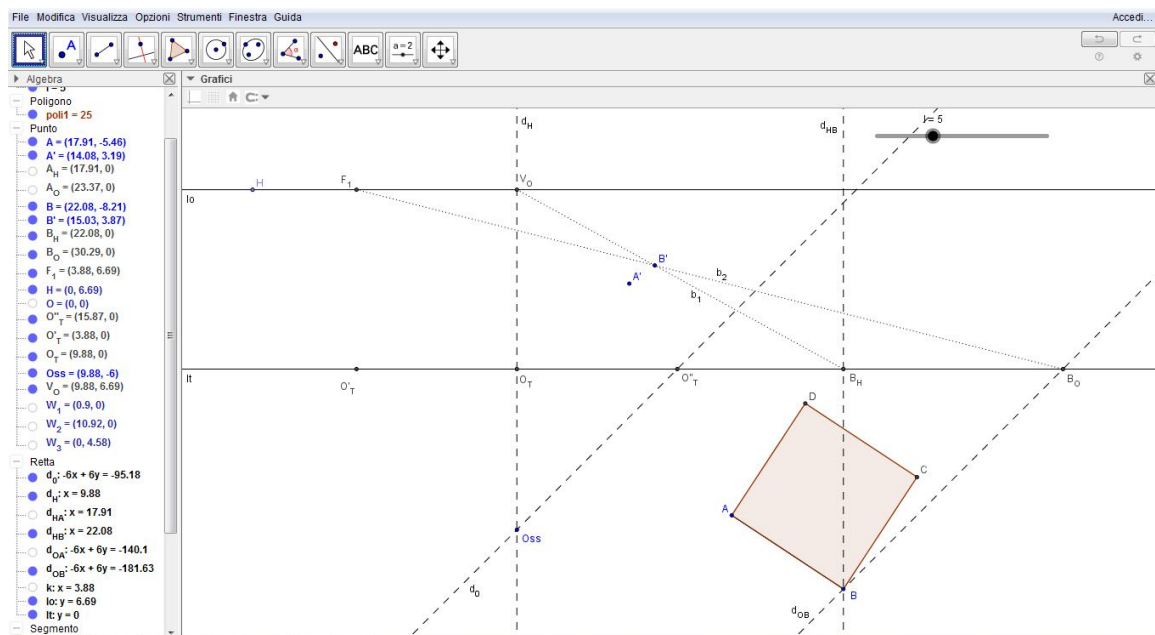 File Modifica Visualizza Opzioni Strumenti Finestra Guida
Accedi...
A
ABC
a = 2
Algebra
Grafici
l = 5
Poligono
poli1 = 25
Punto
A = (17.91, -5.46)
A' = (14.08, 3.19)
A_H = (17.91, 0)
A_O = (23.37, 0)
B = (22.08, -8.21)
B' = (15.03, 3.87)
B_H = (22.08, 0)
B_O = (30.29, 0)
F_1 = (3.88, 6.69)
H = (0, 6.69)
O = (0, 0)
O''_T = (15.87, 0)
O'_T = (3.88, 0)
O_T = (9.88, 0)
Oss = (9.88, -6)
V_O = (9.88, 6.69)
W_1 = (0.9, 0)
W_2 = (10.92, 0)
W_3 = (0, 4.58)
Retta
d_0: -6x + 6y = -95.18
d_H: x = 9.88
d_HA: x = 17.91
d_HB: x = 22.08
d_OA: -6x + 6y = -140.1
d_OB: -6x + 6y = -181.63
k: x = 3.88
lo: y = 6.69
lt: y = 0
Segmento
d_H
d_HB
l = 5
H
F_1
V_O
lo
B'
A'
b_2
b_1
lt
O'_T
O_T
O''_T
B_H
B_O
D
C
A
Oss
B
d_0
d_OB